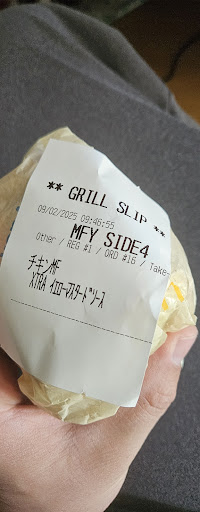 ** GRILL SLIP **
09/02/2025 09:46:55
MFY SIDE4
Other / REG #1 / ORD #16 / Take-
チキンMF
XTRA イエローマスタードソース